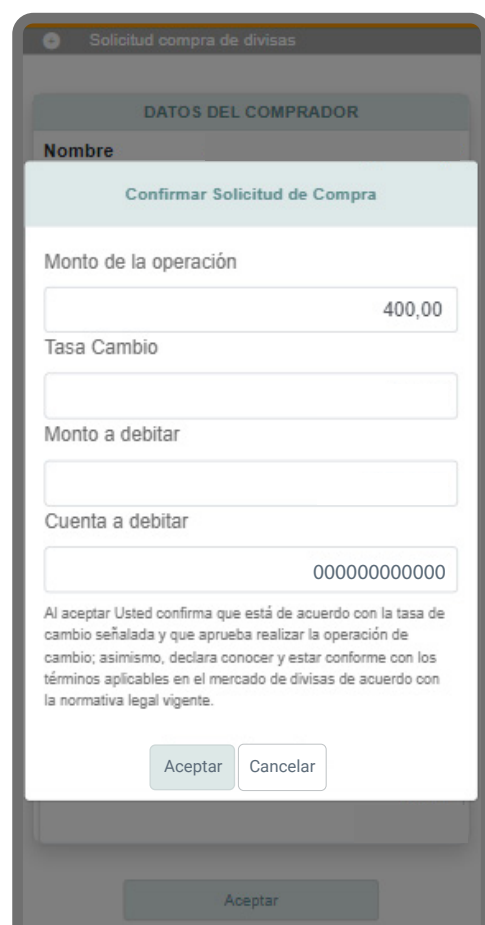 Solicitud compra de divisas
DATOS DEL COMPRADOR
Nombre
Confirmar Solicitud de Compra
Monto de la operación
400,00
Tasa Cambio
Monto a debitar
Cuenta a debitar
000000000000
Al aceptar Usted confirma que está de acuerdo con la tasa de
cambio señalada y que aprueba realizar la operación de
cambio; asimismo, declara conocer y estar conforme con los
términos aplicables en el mercado de divisas de acuerdo con
la normativa legal vigente.
Aceptar Cancelar
Aceptar